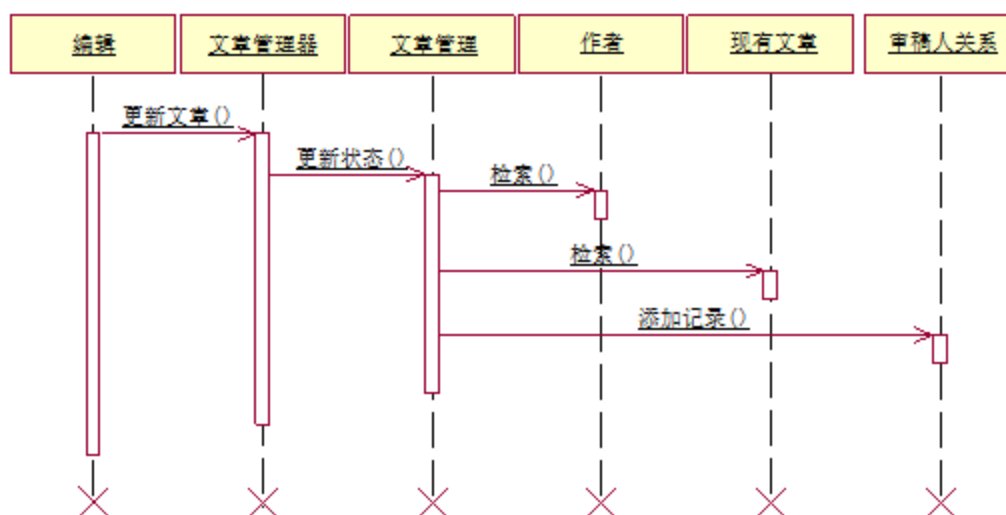 编辑
文章管理器
文章管理
作者
现有文章
审稿人关系
更新文章()
更新状态()
检索()
检索()
添加记录()